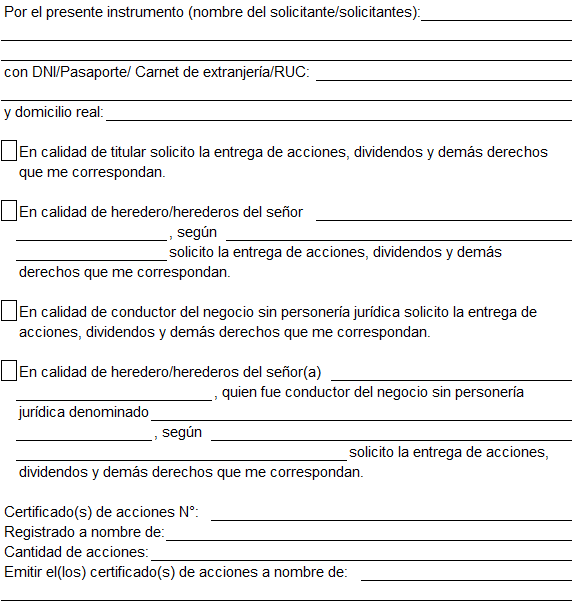 Por el presente instrumento (nombre del solicitante/solicitantes):
con DNI/Pasaporte/ Carnet de extranjería/RUC:
y domicilio real:
En calidad de titular solicito la entrega de acciones, dividendos y demás derechos
que me correspondan.
En calidad de heredero/herederos del señor
, según
solicito la entrega de acciones, dividendos y demás
derechos que me correspondan.
En calidad de conductor del negocio sin personería jurídica solicito la entrega de
acciones, dividendos y demás derechos que me correspondan.
En calidad de heredero/herederos del señor(a)
, quien fue conductor del negocio sin personería
jurídica denominado
, según
solicito la entrega de acciones,
dividendos y demás derechos que me correspondan.
Certificado(s) de acciones N°:
Registrado a nombre de:
Cantidad de acciones:
Emitir el(los) certificado(s) de acciones a nombre de: